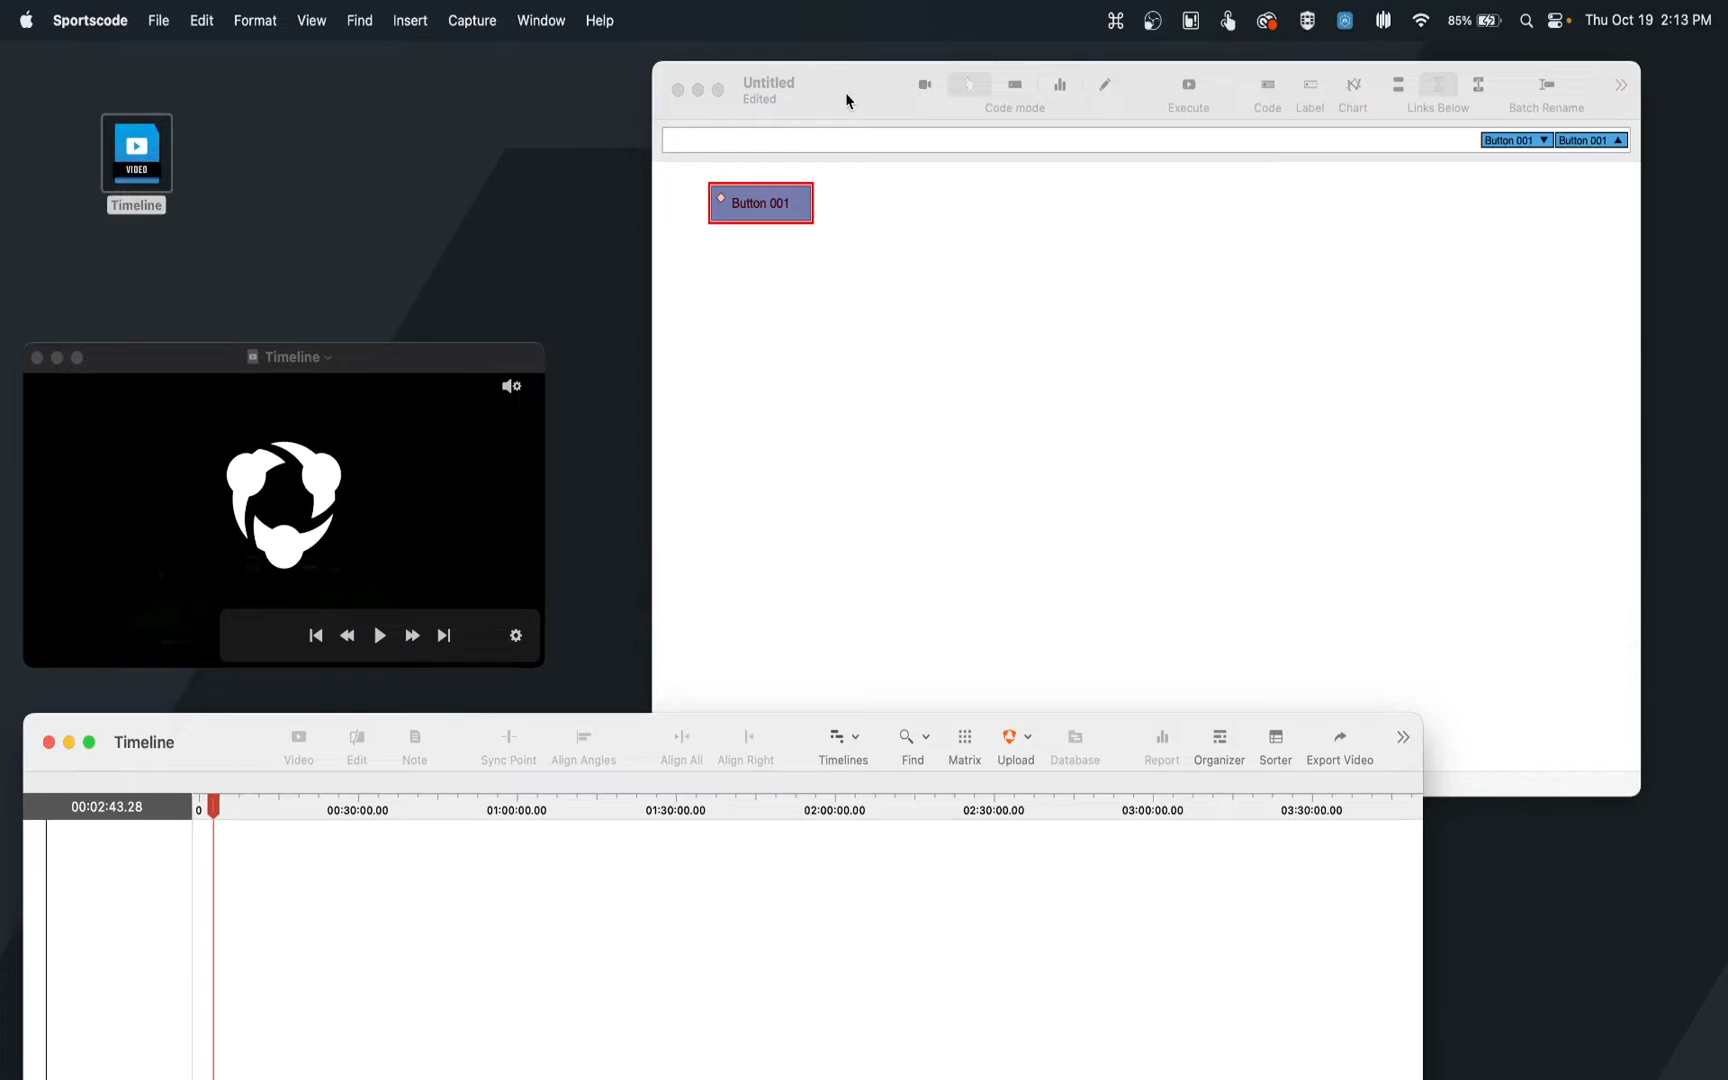 Sportscode File Edit Format View Find Insert Capture Window Help 85% Thu Oct 19 2:13 PM
Untitled
Edited
Code mode Execute Code Label Chart Links Below Batch Rename
Button 001 ▼ Button 001 ▲
VIDEO
Timeline
Button 001
Timeline
Timeline
Video Edit Note Sync Point Align Angles Align All Align Right Timelines Find Matrix Upload Database Report Organizer Sorter Export Video
00:02:43.28 0 00:30:00.00 01:00:00.00 01:30:00.00 02:00:00.00 02:30:00.00 03:00:00.00 03:30:00.00